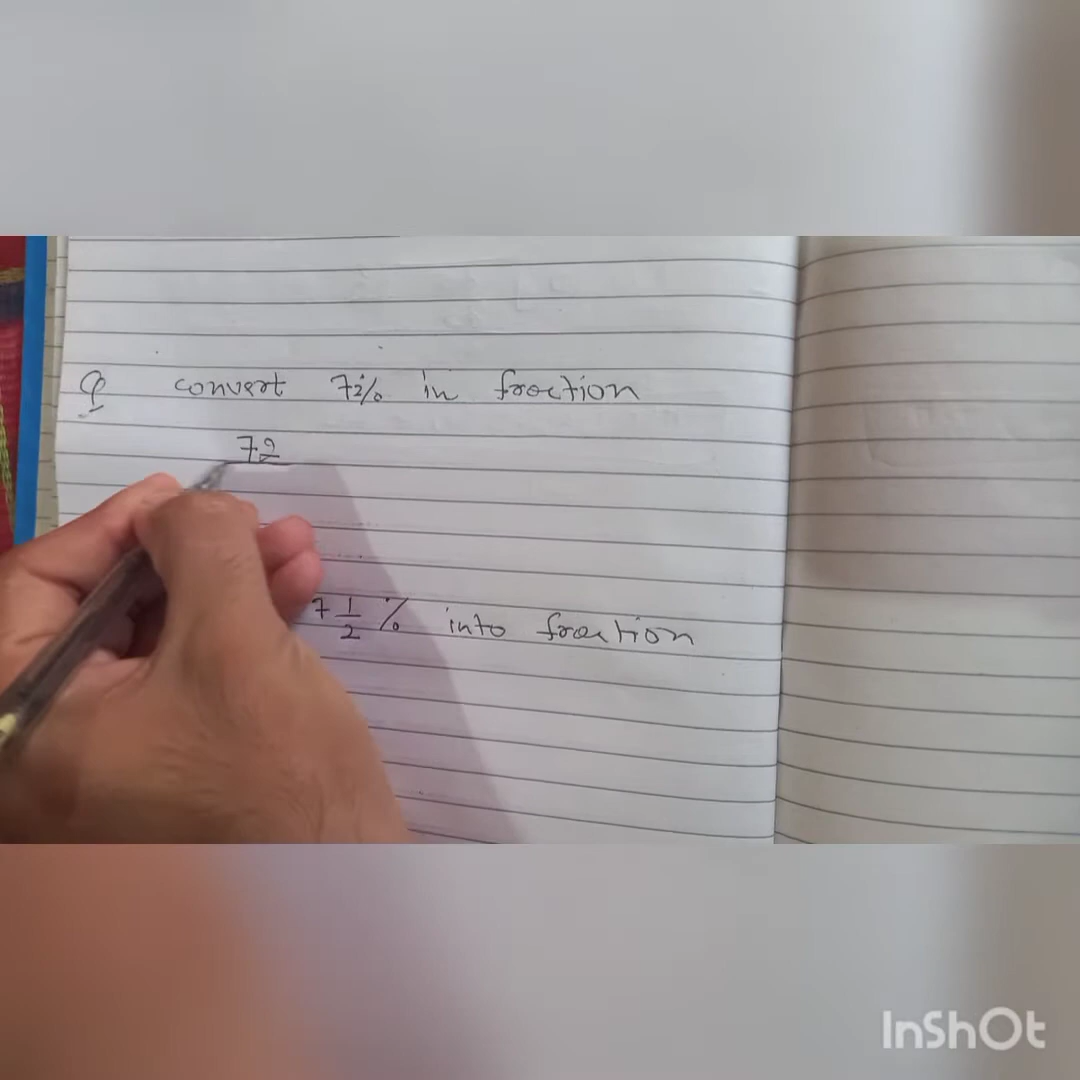 Q convert 72% in fraction
72
7 1/2 % into fraction
InShOt